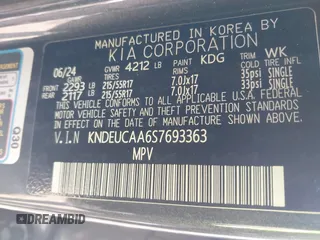 MANUFACTURED IN KOREA BY
KIA CORPORATION
06/24 GVWR 4212 LB PAINT KDG TRIM WK
FRONT 2293 LB 215/55R17 7.0Jx17 35psi SINGLE
REAR 2117 LB 215/55R17 7.0Jx17 33psi SINGLE
THIS VEHICLE CONFORMS TO ALL APPLICABLE U.S. FEDERAL
MOTOR VEHICLE SAFETY AND THEFT PREVENTION STANDARDS
IN EFFECT ON THE DATE OF MANUFACTURE SHOWN ABOVE.
V.I.N KNDEUCAA6S7693363
MPV
Q30
DREAMBID